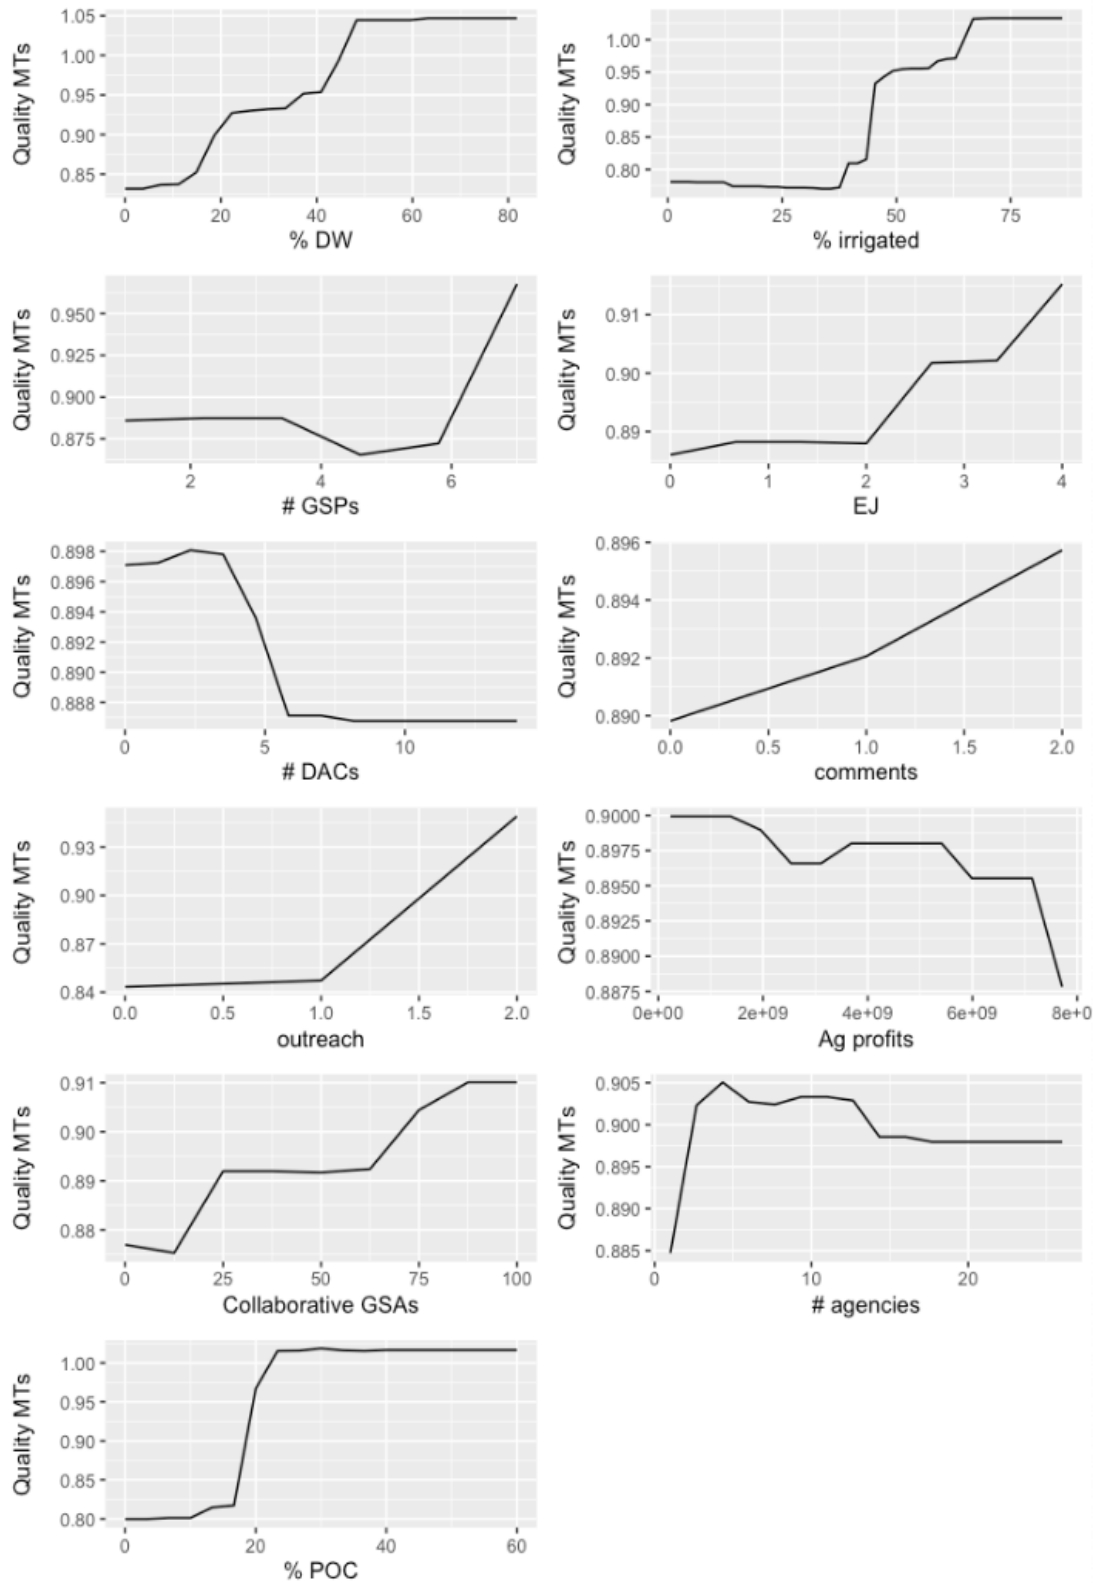 Quality MTs
1.05
1.00
0.95
0.90
0.85
0 20 40 60 80
% DW
Quality MTs
1.00
0.95
0.90
0.85
0.80
0 25 50 75
% irrigated
Quality MTs
0.950
0.925
0.900
0.875
2 4 6
# GSPs
Quality MTs
0.91
0.90
0.89
0 1 2 3 4
EJ
Quality MTs
0.898
0.896
0.894
0.892
0.890
0.888
0 5 10
# DACs
Quality MTs
0.896
0.894
0.892
0.890
0.0 0.5 1.0 1.5 2.0
comments
Quality MTs
0.93
0.90
0.87
0.84
0.0 0.5 1.0 1.5 2.0
outreach
Quality MTs
0.9000
0.8975
0.8950
0.8925
0.8900
0.8875
0e+00 2e+09 4e+09 6e+09 8e+0
Ag profits
Quality MTs
0.91
0.90
0.89
0.88
0 25 50 75 100
Collaborative GSAs
Quality MTs
0.905
0.900
0.895
0.890
0.885
0 10 20
# agencies
Quality MTs
1.00
0.95
0.90
0.85
0.80
0 20 40 60
% POC